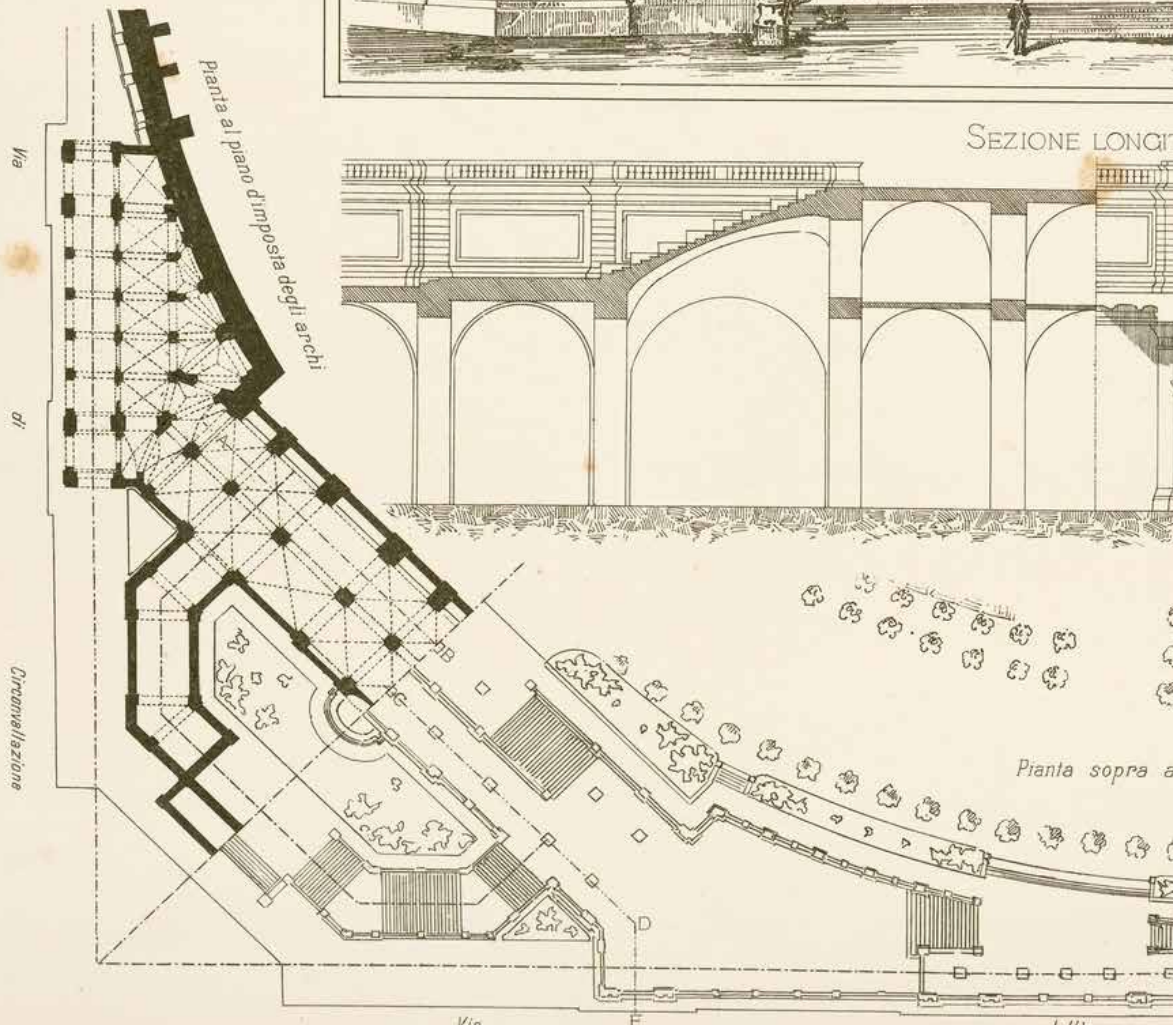 SEZIONE LONGIT
Pianta al piano d'imposta degli archi
Via
di
Circonvallazione
A
B
C
Pianta sopra a
D
E
Via